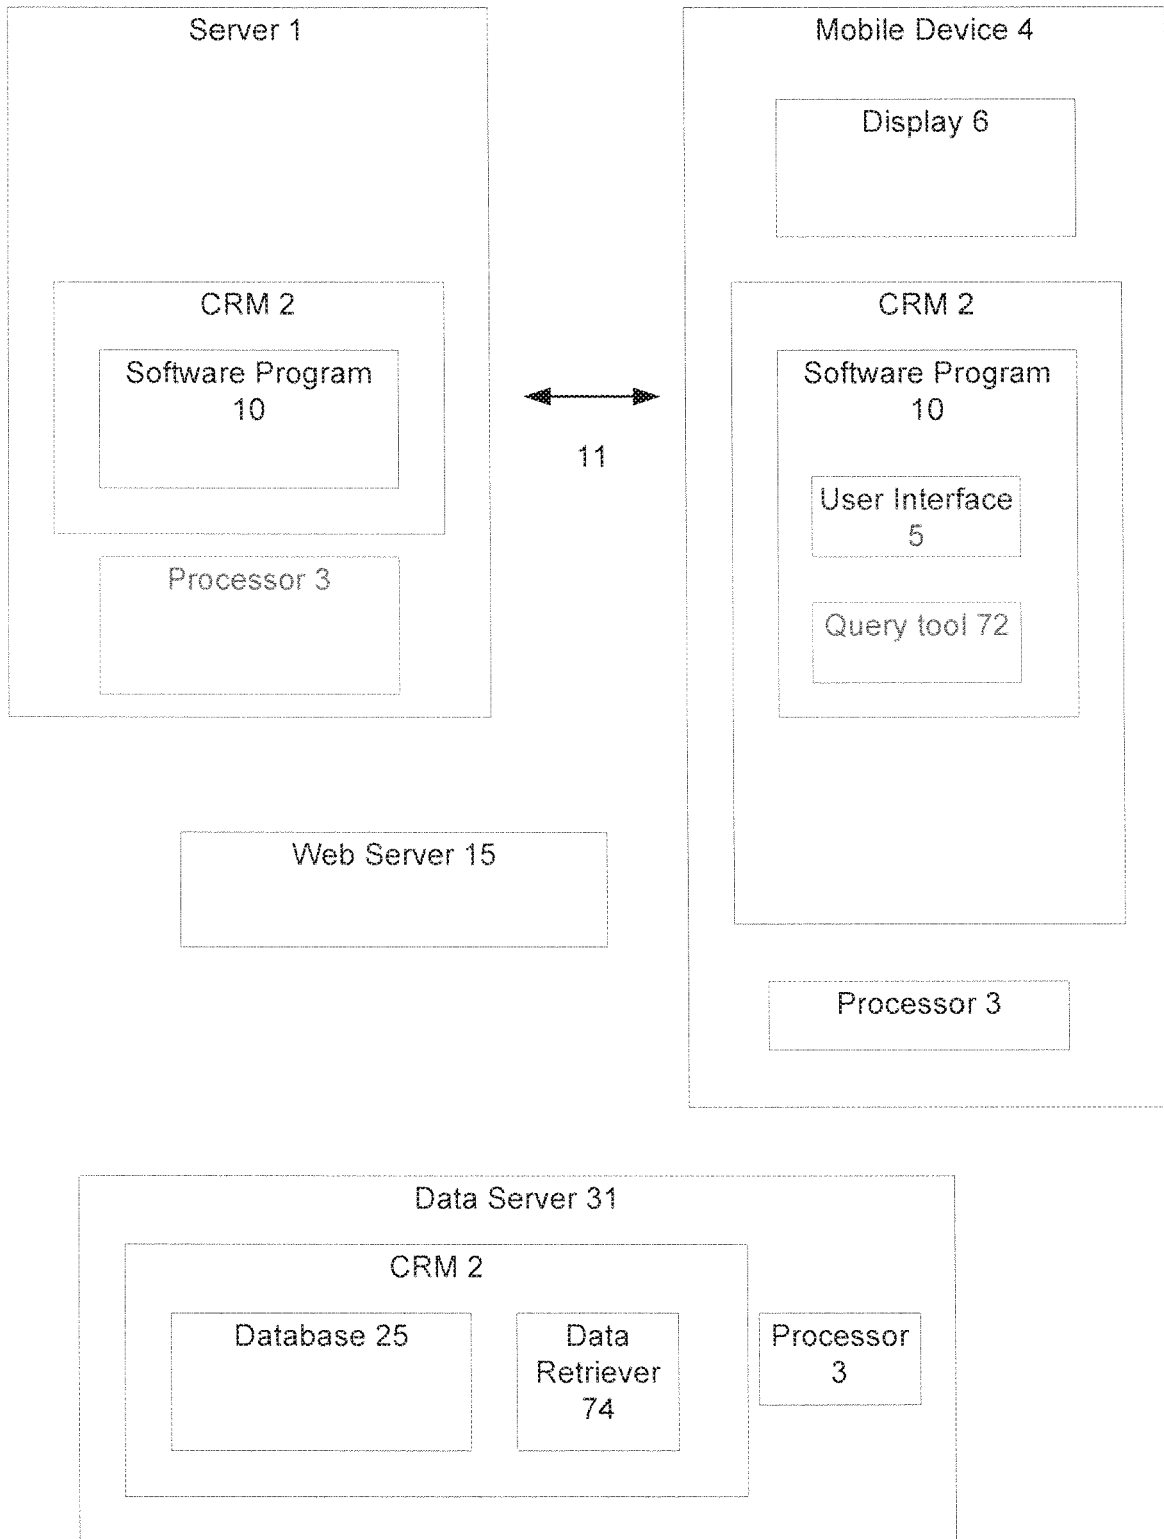 Server 1
CRM 2
Software Program
10
Processor 3
11
Mobile Device 4
Display 6
CRM 2
Software Program
10
User Interface
5
Query tool 72
Processor 3
Web Server 15
Data Server 31
CRM 2
Database 25
Data
Retriever
74
Processor
3